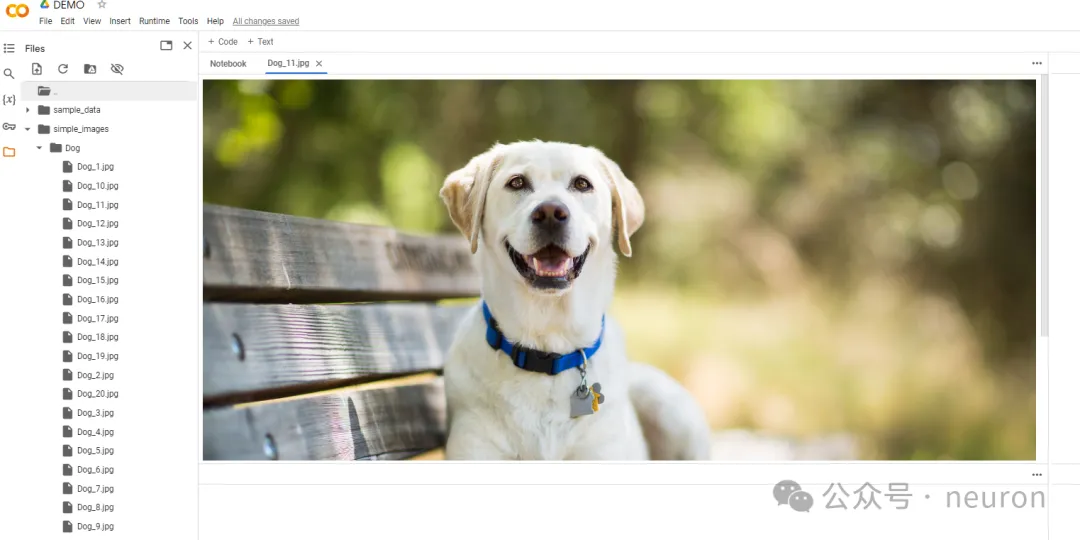 DEMO
File Edit View Insert Runtime Tools Help All changes saved
Files
+ Code + Text
Notebook Dog_11.jpg
{x}
..
sample_data
simple_images
Dog
Dog_1.jpg
Dog_10.jpg
Dog_11.jpg
Dog_12.jpg
Dog_13.jpg
Dog_14.jpg
Dog_15.jpg
Dog_16.jpg
Dog_17.jpg
Dog_18.jpg
Dog_19.jpg
Dog_2.jpg
Dog_20.jpg
Dog_3.jpg
Dog_4.jpg
Dog_5.jpg
Dog_6.jpg
Dog_7.jpg
Dog_8.jpg
Dog_9.jpg
公众号 · neuron